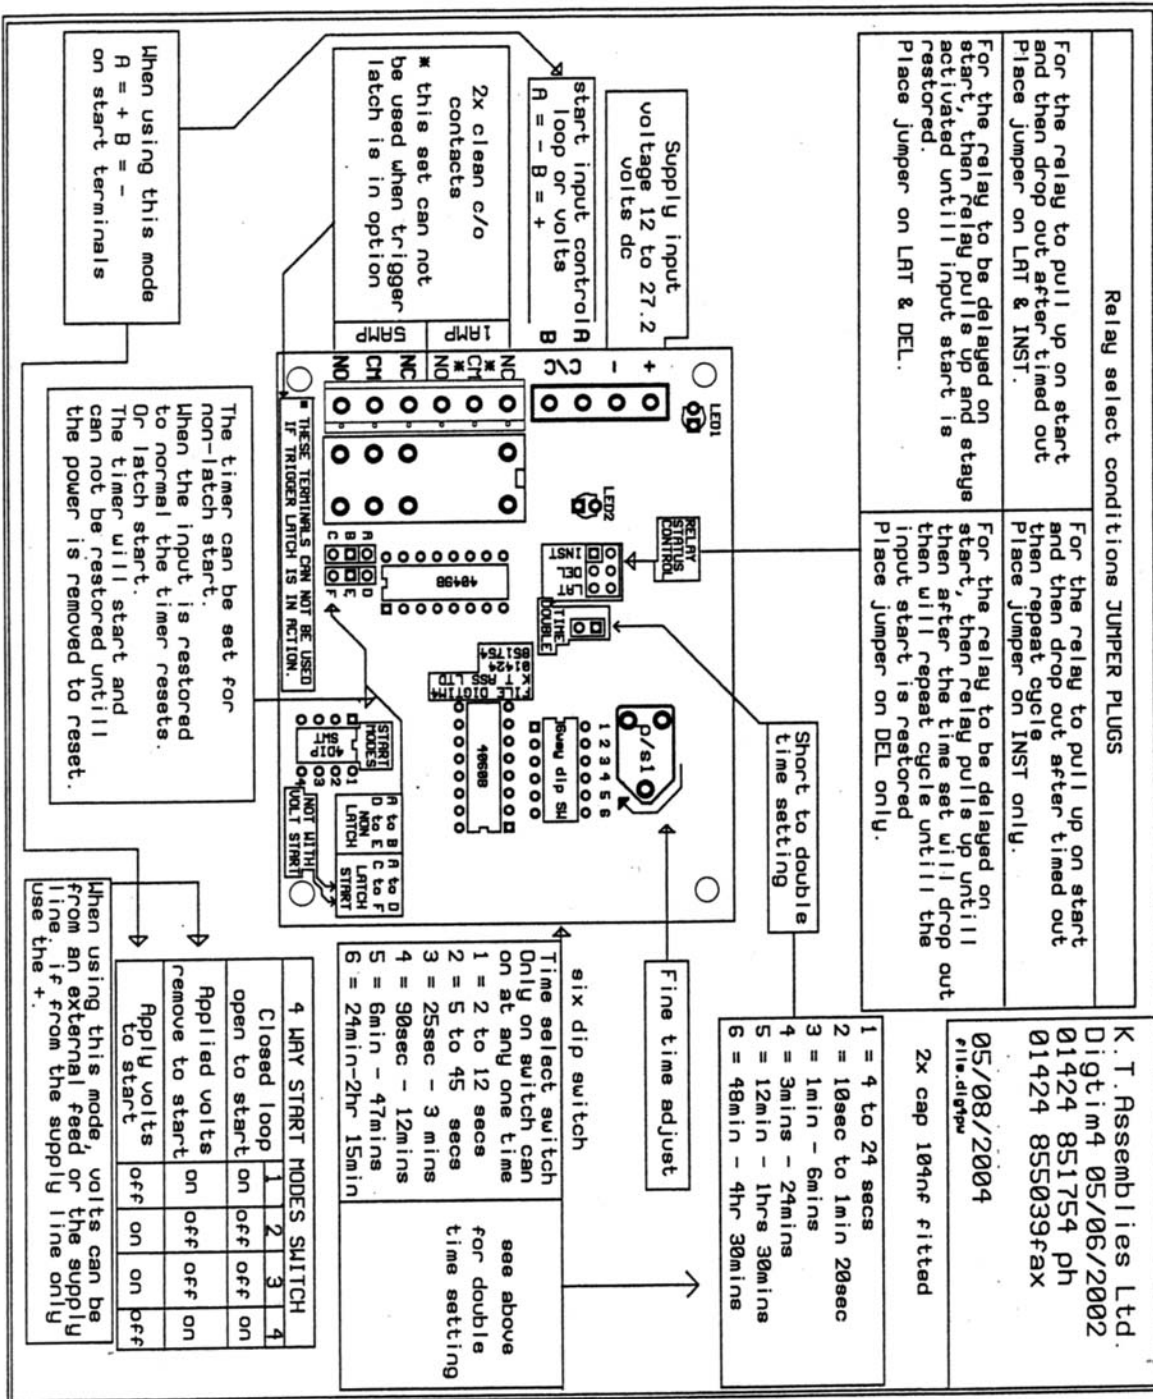 Relay select conditions JUMPER PLUGS
For the relay to pull up on start
and then drop out after timed out
Place jumper on LAT & INST.
For the relay to pull up on start
and then drop out after timed out
then repeat cycle
Place jumper on INST only.
For the relay to be delayed on
start, then relay pulls up and stays
activated untill input start is
restored.
Place jumper on LAT & DEL.
For the relay to be delayed on
start, then relay pulls up untill
then after the time set will drop out
then will repeat cycle untill the
input start is restored
Place jumper on DEL only.
K.T.Assemblies Ltd.
Digtim4 05/06/2002
01424 851754 ph
01424 855039fax
05/08/2004
file.digtpw
2x cap 104nf fitted
Supply input
voltage 12 to 27.2
volts dc
start input control
loop or volts
A = - B = +
A
B
2x clean c/o
contacts
* this set can not
be used when trigger
latch is in option
1AMP
5AMP
When using this mode
A = + B = -
on start terminals
+
-
C/C
NC
CM
*
NO
NC
CM
NO
LED1
LED2
RELAY
STATUS
CONTROL
INST
DEL
LAT
TIME
DOUBLE
4049B
A
B
C
D
E
F
FILE DIGTIM4
K T ASS LTD
01424
851754
4060B
6way dip SW
1 2 3 4 5 6
p/s1
* THESE TERMINALS CAN NOT BE USED
IF TRIGGER LATCH IS IN ACTION.
START
MODES
4DIP
SWT
1
2
3
4
NOT WITH
VOLT START
A to B
D to E
NON
LATCH
A to D
C to F
LATCH
START
Short to double
time setting
Fine time adjust
1 = 4 to 24 secs
2 = 10sec to 1min 20sec
3 = 1min - 6mins
4 = 3mins - 24mins
5 = 12min - 1hrs 30mins
6 = 48min - 4hr 30mins
six dip switch
Time select switch
Only on switch can
on at any one time
1 = 2 to 12 secs
2 = 5 to 45 secs
3 = 25sec - 3 mins
4 = 90sec - 12mins
5 = 6min - 47mins
6 = 24min-2hr 15min
see above
for double
time setting
The timer can be set for
non-latch start.
When the input is restored
to normal the timer resets.
Or latch start.
The timer will start and
can not be restored untill
the power is removed to reset.
4 WAY START MODES SWITCH
1 2 3 4
Closed loop
open to start
on off off on
Applied volts
remove to start
on off off on
Apply volts
to start
off on on off
When using this mode, volts can be
from an external feed or the supply
line. if from the supply line only
use the +.